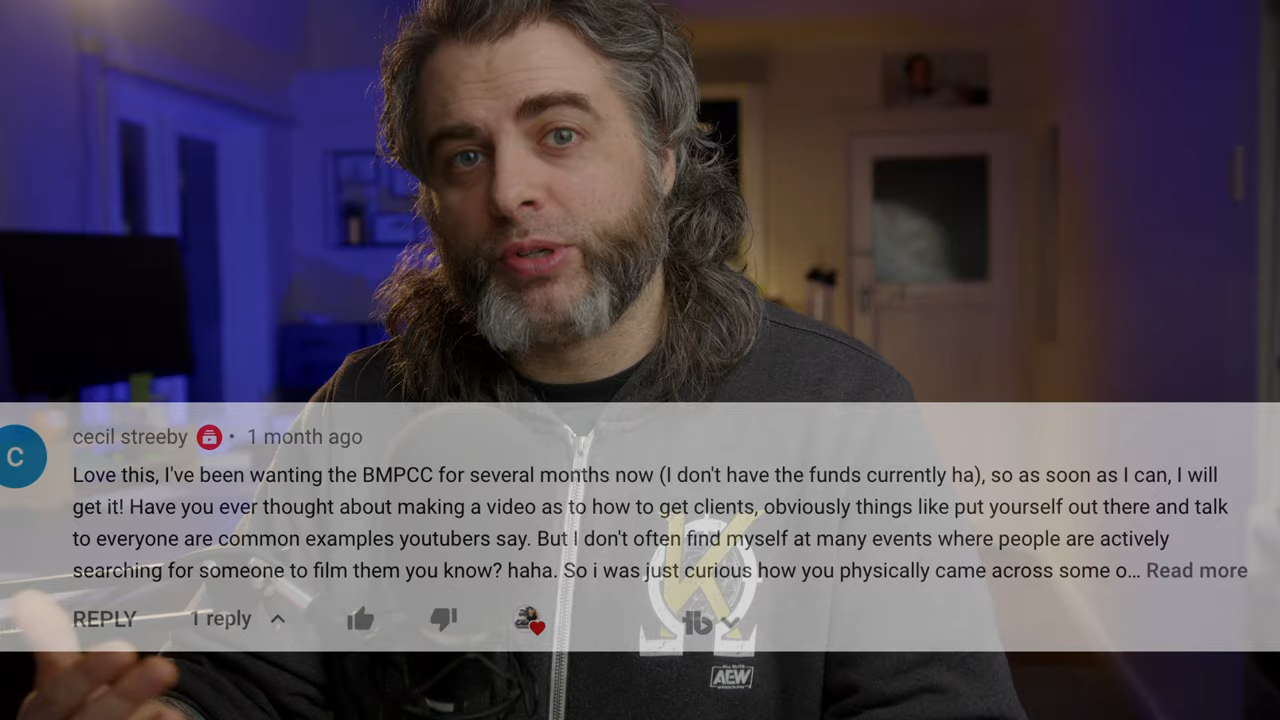 C
cecil streeby • 1 month ago
Love this, I've been wanting the BMPCC for several months now (I don't have the funds currently ha), so as soon as I can, I will
get it! Have you ever thought about making a video as to how to get clients, obviously things like put yourself out there and talk
to everyone are common examples youtubers say. But I don't often find myself at many events where people are actively
searching for someone to film them you know? haha. So i was just curious how you physically came across some o... Read more
REPLY 1 reply
tb
K
ALL ELITE
AEW